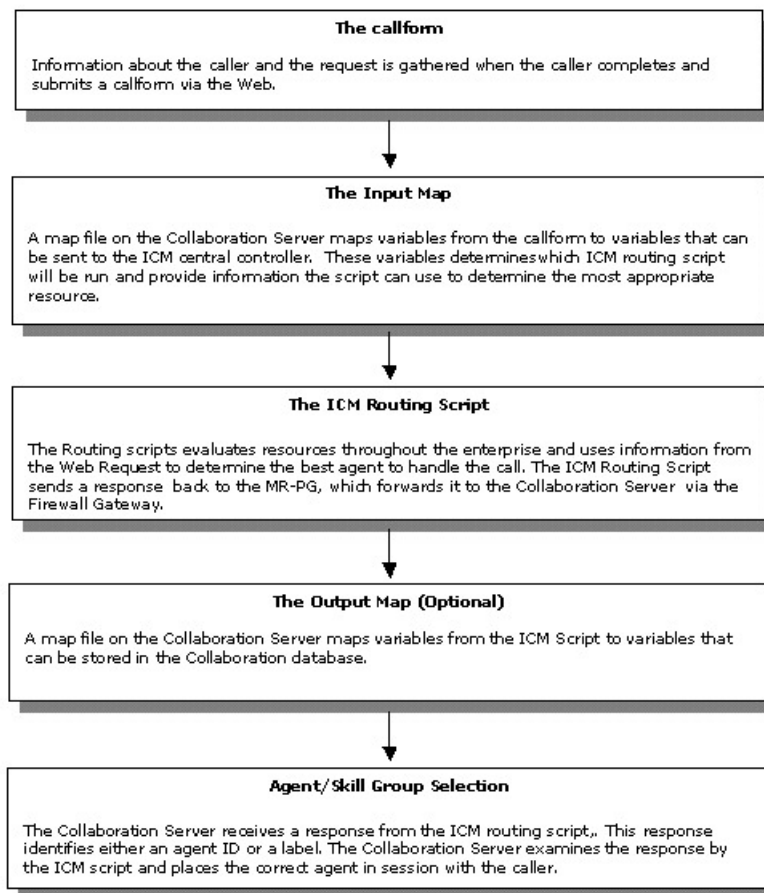 The callform
Information about the caller and the request is gathered when the caller completes and
submits a callform via the Web.
The Input Map
A map file on the Collaboration Server maps variables from the callform to variables that can
be sent to the ICM central controller. These variables determines which ICM routing script
will be run and provide information the script can use to determine the most appropriate
resource.
The ICM Routing Script
The Routing scripts evaluates resources throughout the enterprise and uses information from
the Web Request to determine the best agent to handle the call. The ICM Routing Script
sends a response back to the MR-PG, which forwards it to the Collaboration Server via the
Firewall Gateway.
The Output Map (Optional)
A map file on the Collaboration Server maps variables from the ICM Script to variables that
can be stored in the Collaboration database.
Agent/Skill Group Selection
The Collaboration Server receives a response from the ICM routing script,. This response
identifies either an agent ID or a label. The Collaboration Server examines the response by
the ICM script and places the correct agent in session with the caller.